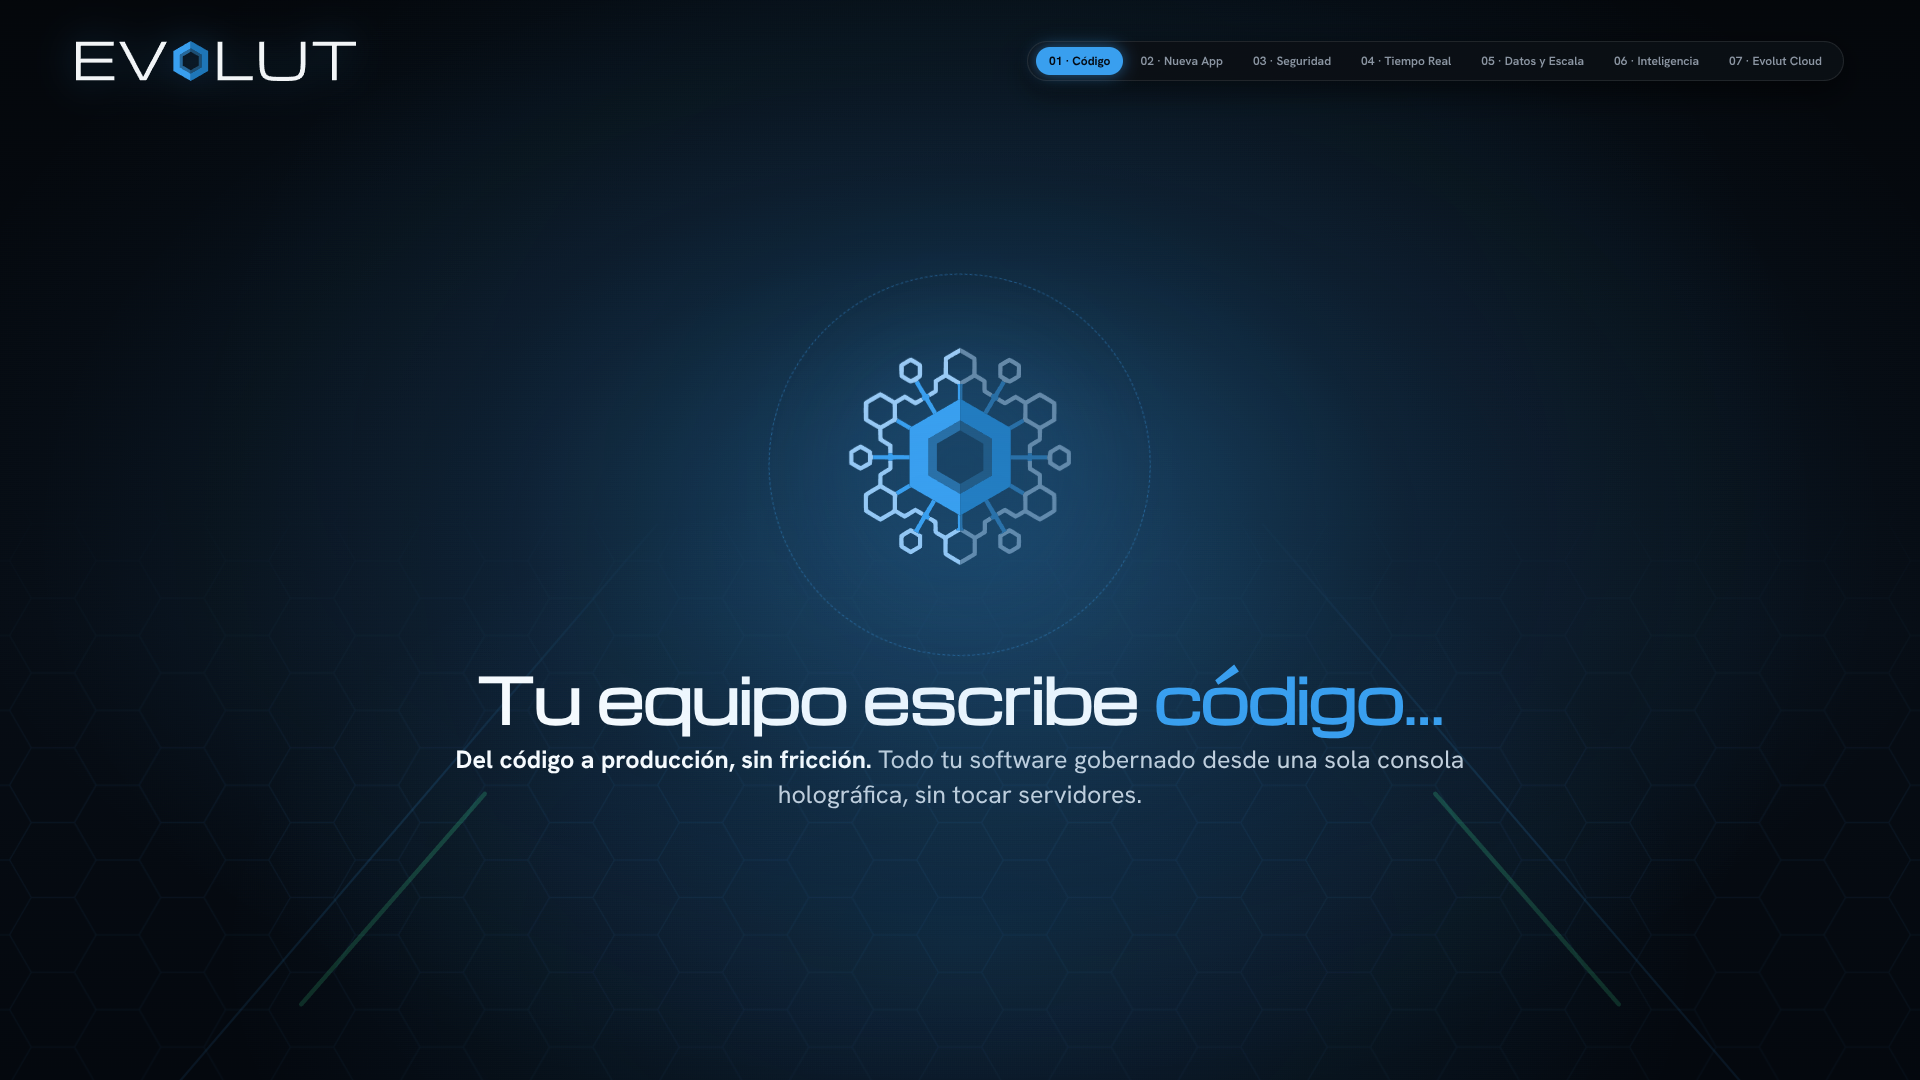 EVOLUT
01 · Código
02 · Nueva App
03 · Seguridad
04 · Tiempo Real
05 · Datos y Escala
06 · Inteligencia
07 · Evolut Cloud
Tu equipo escribe código...
Del código a producción, sin fricción. Todo tu software gobernado desde una sola consola
holográfica, sin tocar servidores.